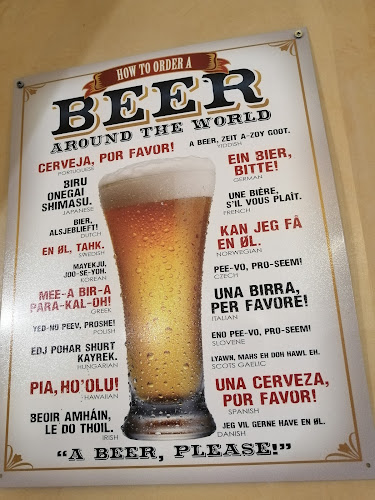 HOW TO ORDER A
BEER
AROUND THE WORLD
CERVEJA, POR FAVOR!
PORTUGUESE
BIRU
ONEGAI
SHIMASU.
JAPANESE
BIER,
ALSJEBLIEFT!
DUTCH
EN ØL, TAHK.
SWEDISH
MAYEKJU,
JOO-SE-YOH.
KOREAN
MEE-A BIR-A
PARA-KAL-OH!
GREEK
YED-NO PEEV, PROSHE!
POLISH
EDJ POHAR SHURT
KAYREK.
HUNGARIAN
PIA, HO'OLU!
HAWAIIAN
BEOIR AMHÁIN,
LE DO THOIL.
IRISH
A BEER, ZEIT A-ZOY GOOT.
YIDDISH
EIN BIER,
BITTE!
GERMAN
UNE BIÈRE,
S'IL VOUS PLAÎT.
FRENCH
KAN JEG FÅ
EN ØL.
NORWEGIAN
PEE-VO, PRO-SEEM!
CZECH
UNA BIRRA,
PER FAVORE!
ITALIAN
ENO PEE-VO, PRO-SEEM!
SLOVENE
LYAWN, MAHS EH DOH HAWL EH.
SCOTS GAELIC
UNA CERVEZA,
POR FAVOR!
SPANISH
JEG VIL GERNE HAVE EN ØL.
DANISH
"A BEER, PLEASE!"